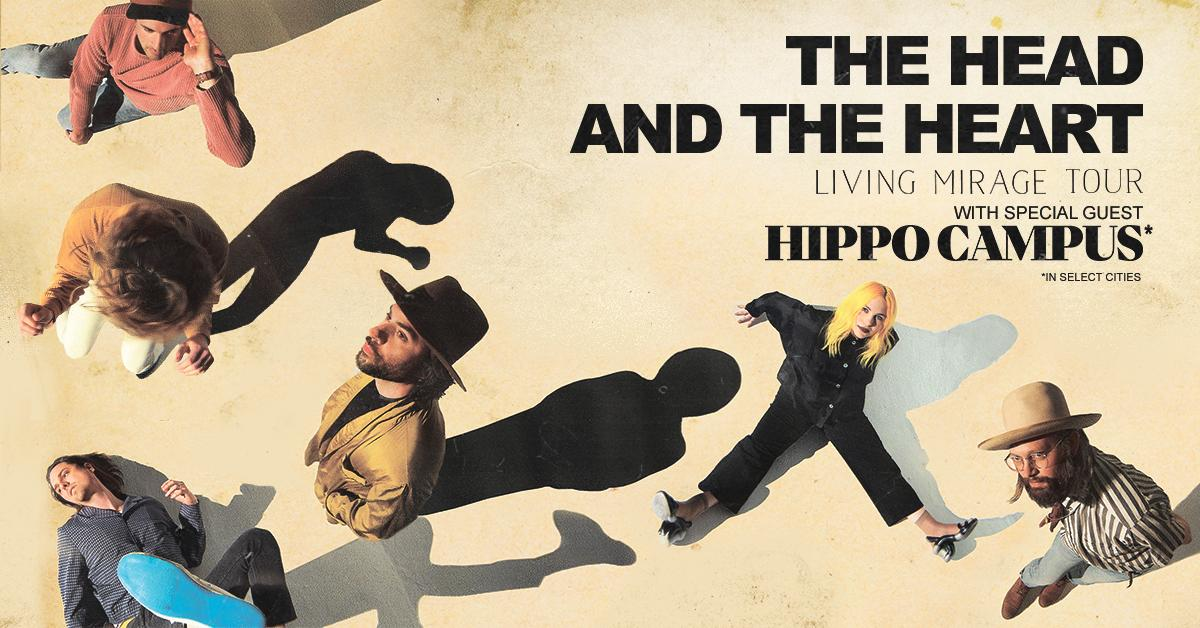 THE HEAD
AND THE HEART
LIVING MIRAGE TOUR
WITH SPECIAL GUEST
HIPPO CAMPUS*
*IN SELECT CITIES